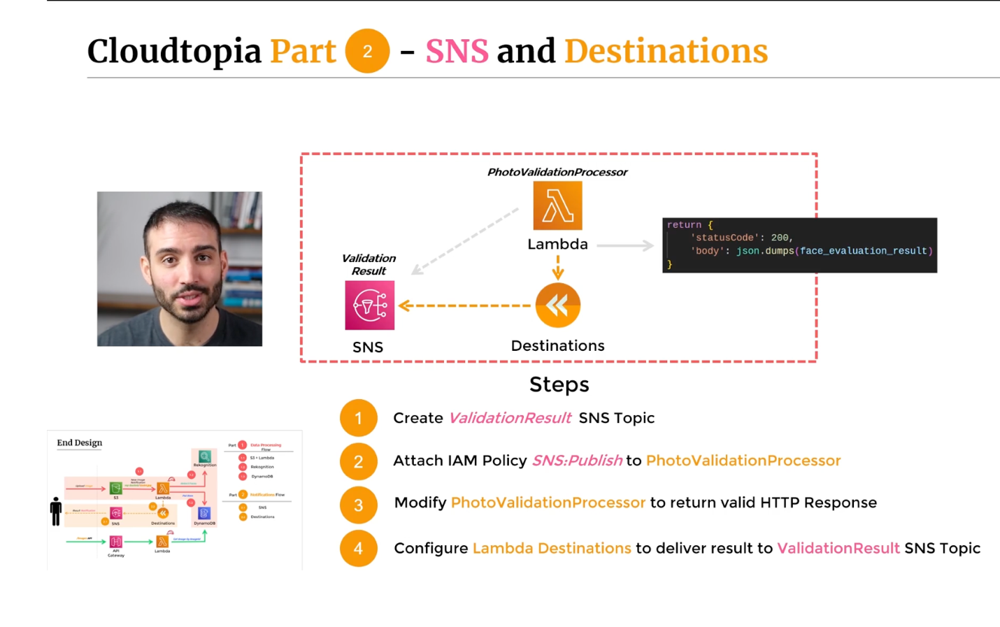 Cloudtopia Part 2 - SNS and Destinations
PhotoValidationProcessor
Lambda
return {
'statusCode': 200,
'body': json.dumps(face_evaluation_result)
}
Validation
Result
SNS
Destinations
Steps
1 Create ValidationResult SNS Topic
2 Attach IAM Policy SNS:Publish to PhotoValidationProcessor
3 Modify PhotoValidationProcessor to return valid HTTP Response
4 Configure Lambda Destinations to deliver result to ValidationResult SNS Topic
End Design
Part 1 Data Processing
Flow
S3 + Lambda
Rekognition
DynamoDB
Part 2 Notifications Flow
SNS
Destinations
Rekognition
S3
Lambda
SNS
Destinations
DynamoDB
API
Gateway
Lambda